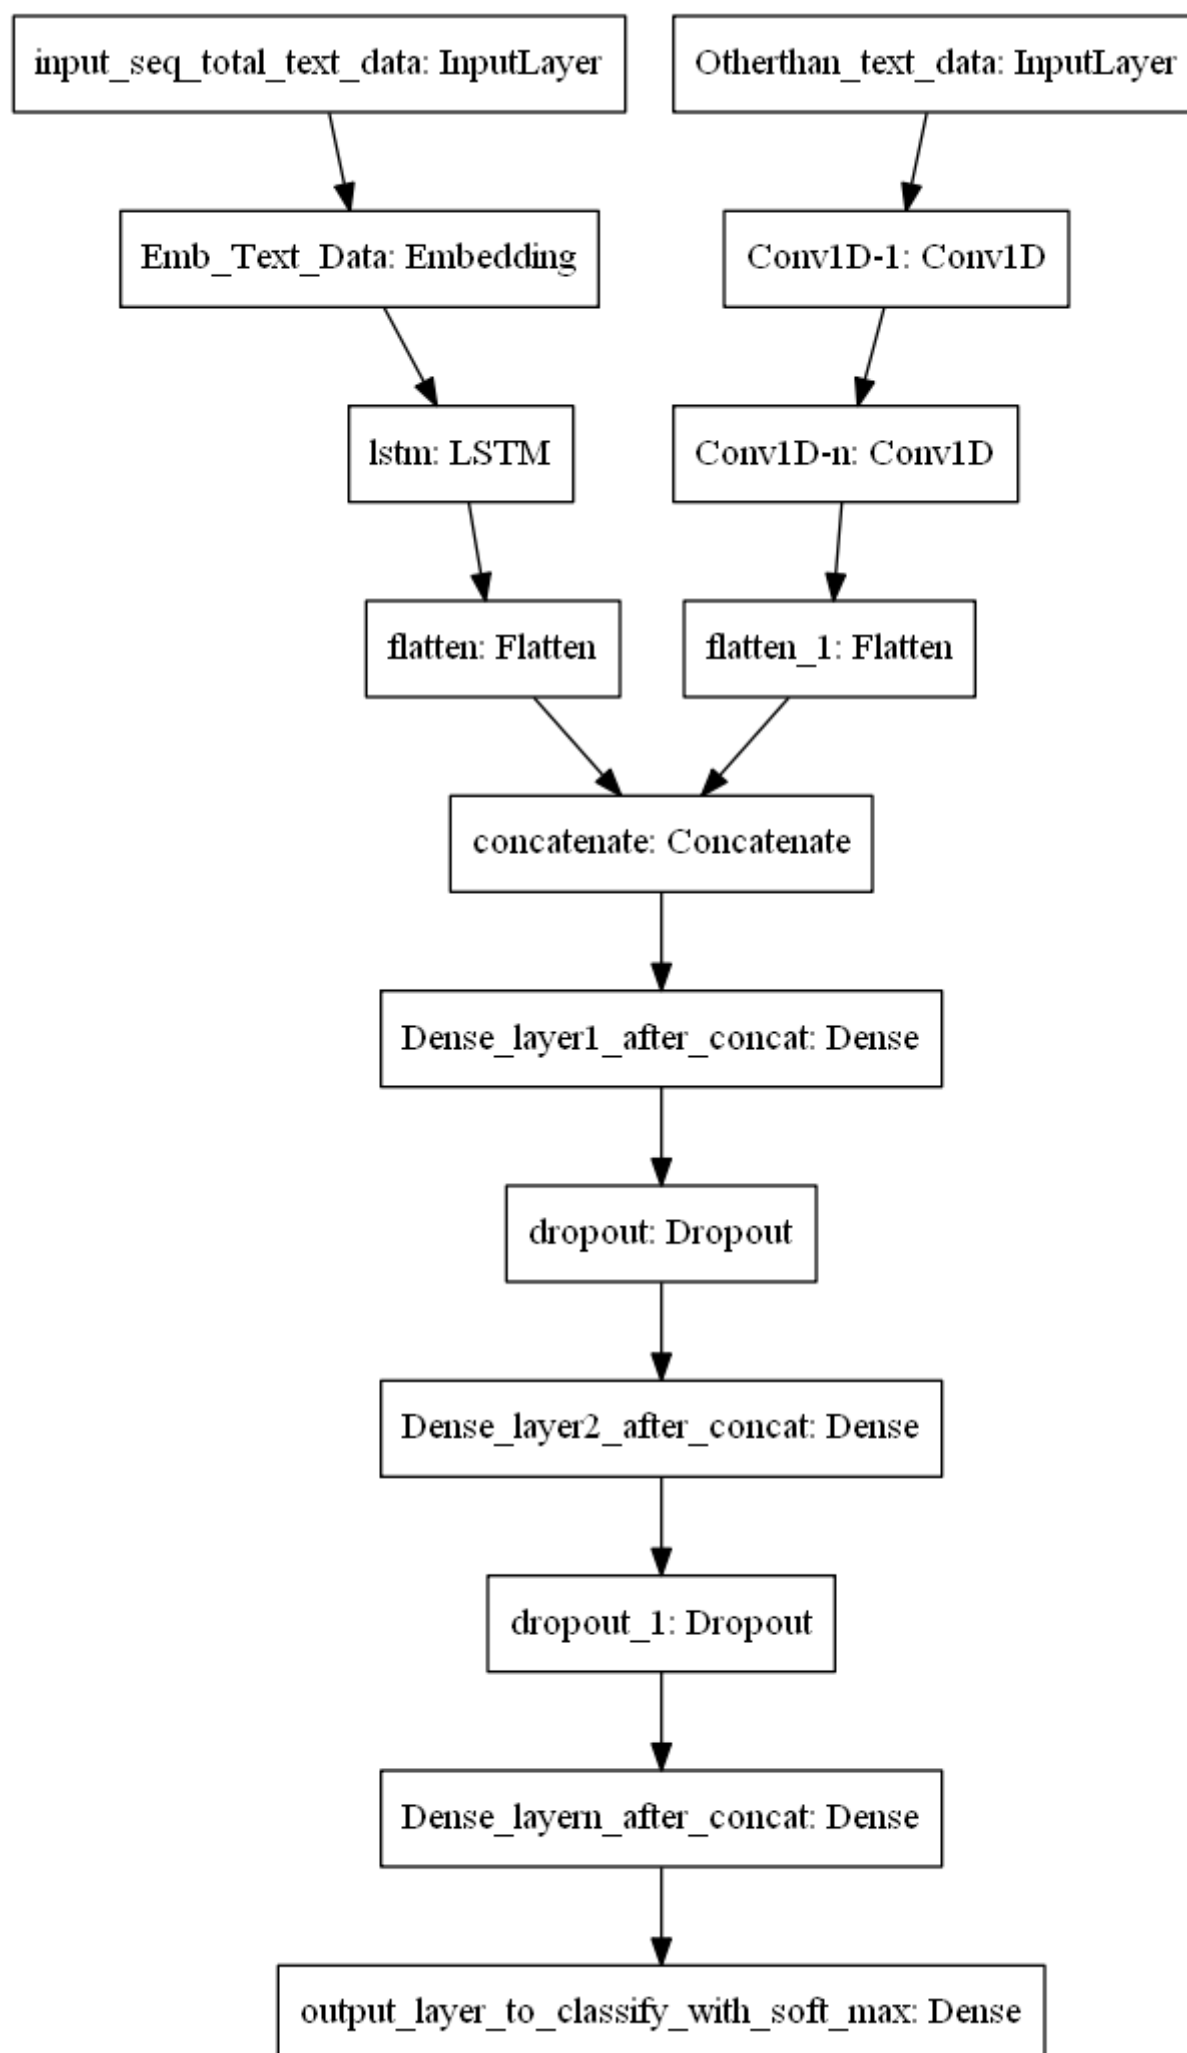 input_seq_total_text_data: InputLayer
Otherthan_text_data: InputLayer
Emb_Text_Data: Embedding
Conv1D-1: Conv1D
lstm: LSTM
Conv1D-n: Conv1D
flatten: Flatten
flatten_1: Flatten
concatenate: Concatenate
Dense_layer1_after_concat: Dense
dropout: Dropout
Dense_layer2_after_concat: Dense
dropout_1: Dropout
Dense_layern_after_concat: Dense
output_layer_to_classify_with_soft_max: Dense